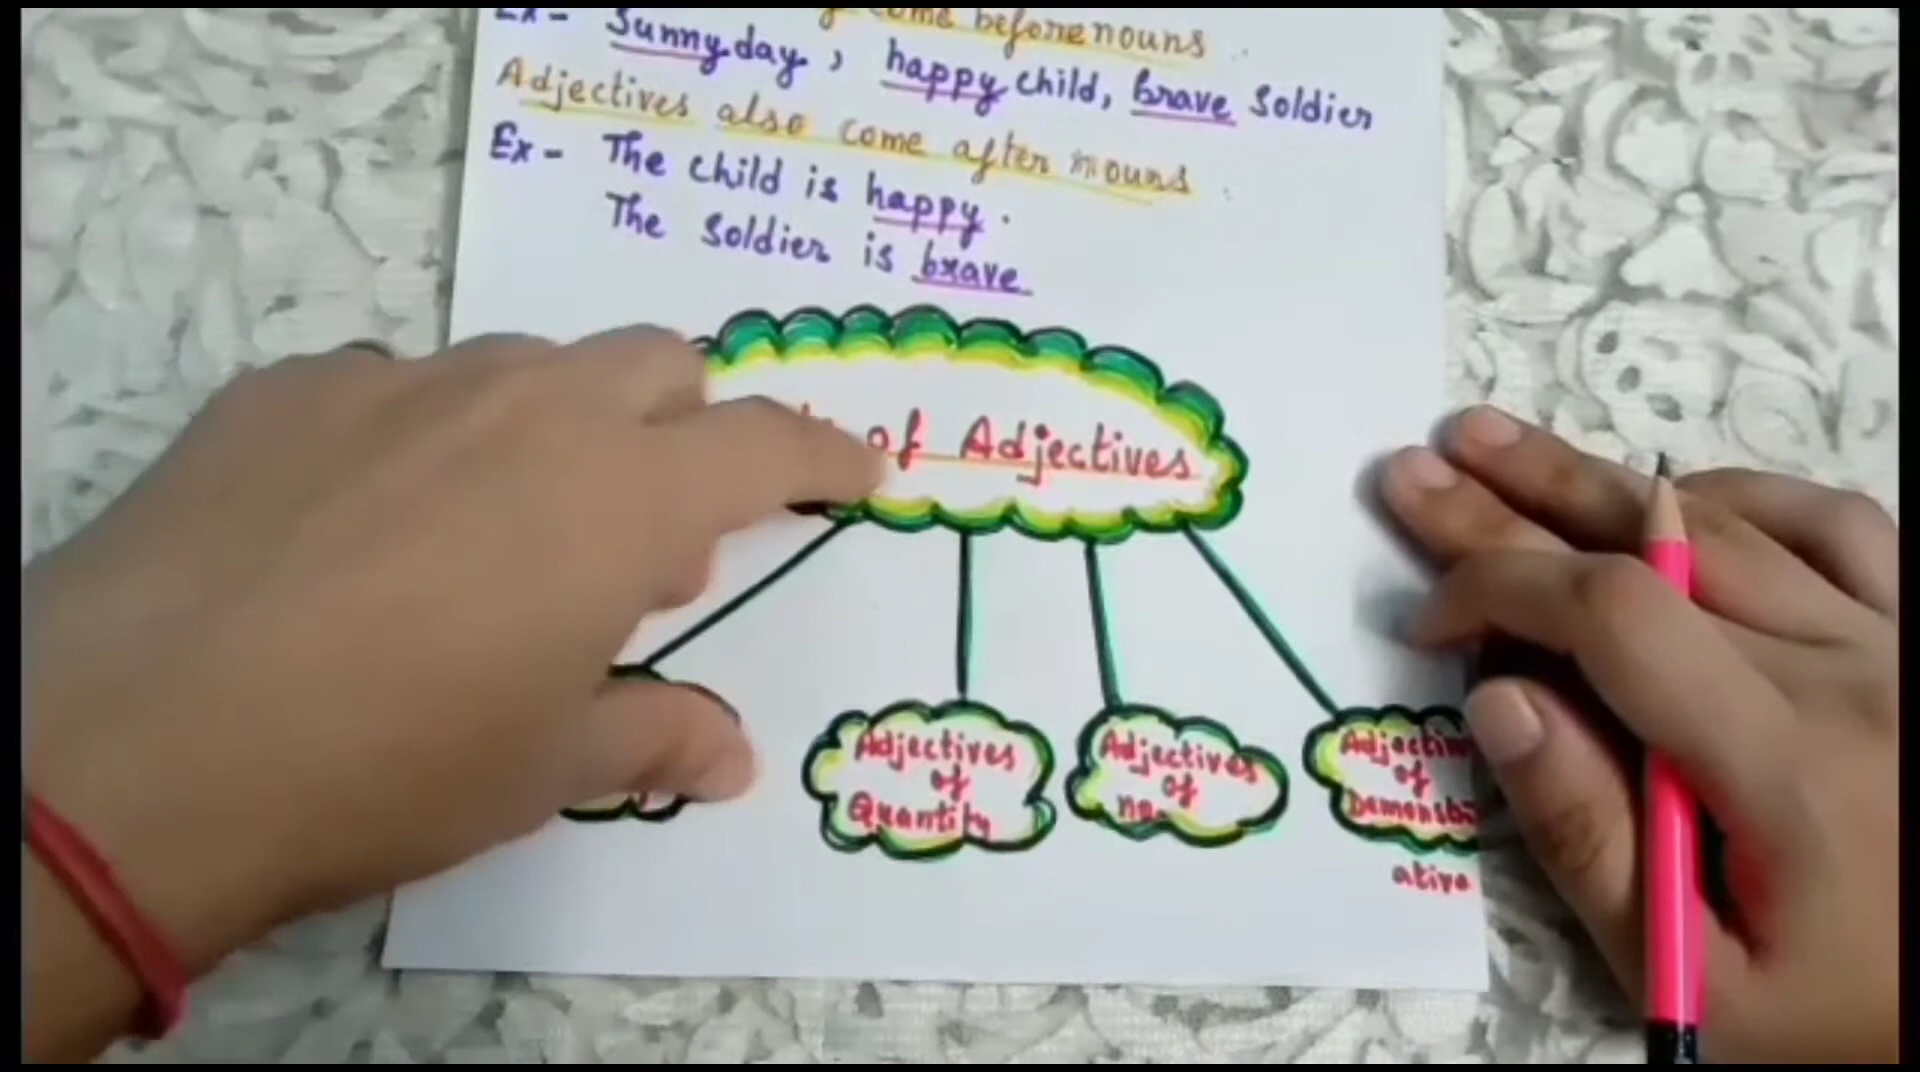 come before nouns
Ex- Sunny day, happy child, brave Soldier
Adjectives also come after nouns
Ex- The child is happy.
The Soldier is brave
of Adjectives
Adjectives
of
Quantity
Adjectives
of
of
ative